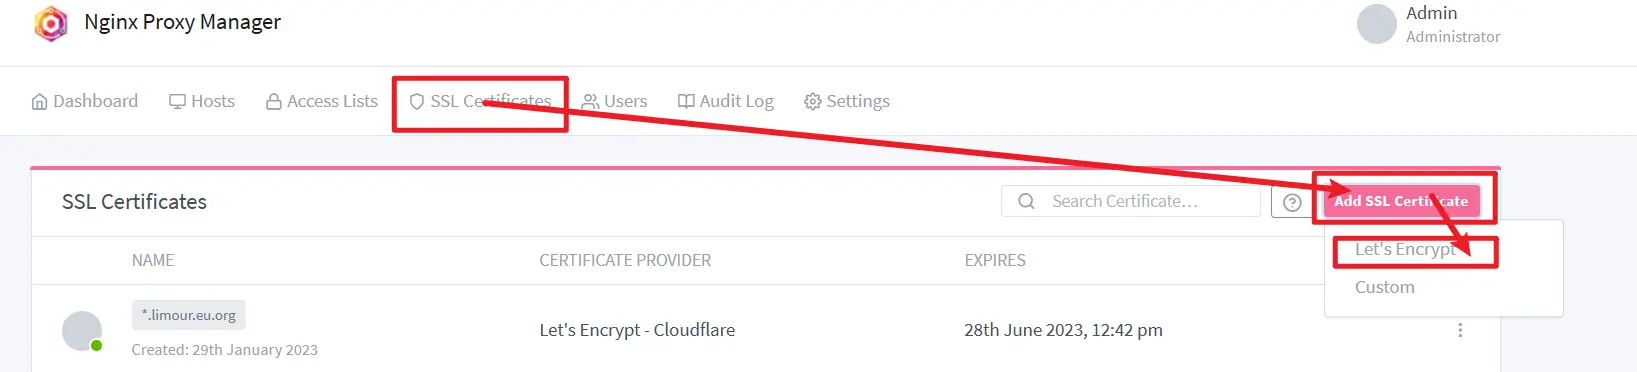 Nginx Proxy Manager
Admin
Administrator
Dashboard Hosts Access Lists SSL Certificates Users Audit Log Settings
SSL Certificates
Search Certificate...
Add SSL Certificate
Let's Encrypt
Custom
NAME CERTIFICATE PROVIDER EXPIRES
*.limour.eu.org
Let's Encrypt - Cloudflare 28th June 2023, 12:42 pm
Created: 29th January 2023